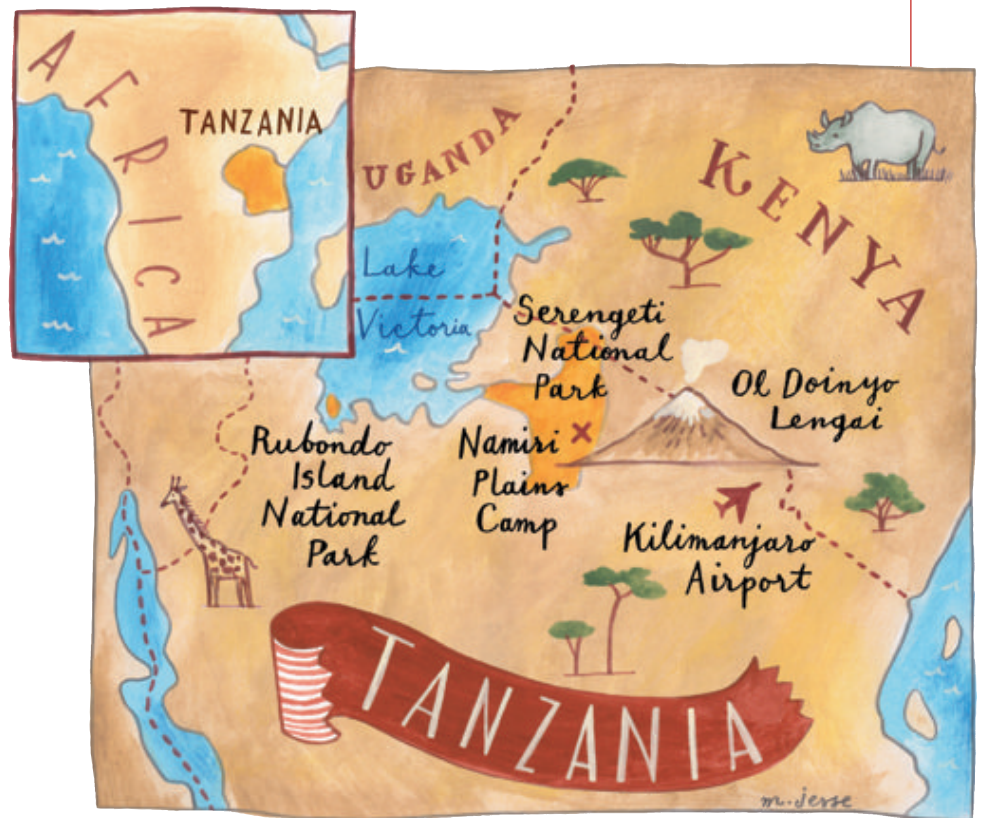 AFRICA
TANZANIA
UGANDA
KENYA
Lake
Victoria
Serengeti
National
Park
Ol Doinyo
Lengai
Rubondo
Island
National
Park
Namiri
Plains
Camp
Kilimanjaro
Airport
TANZANIA
m.jesse